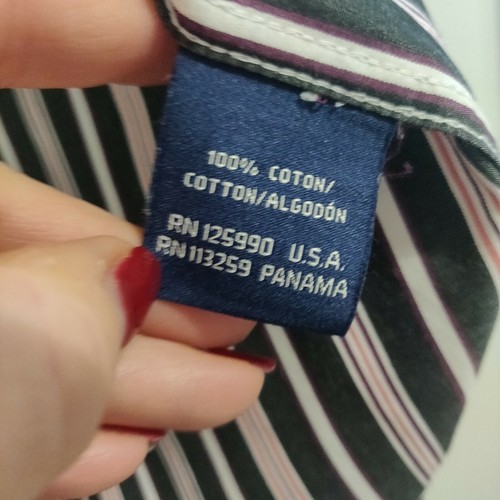 100% COTON/
COTTON/ALGODÓN
RN 125990 U.S.A.
RN 113259 PANAMA